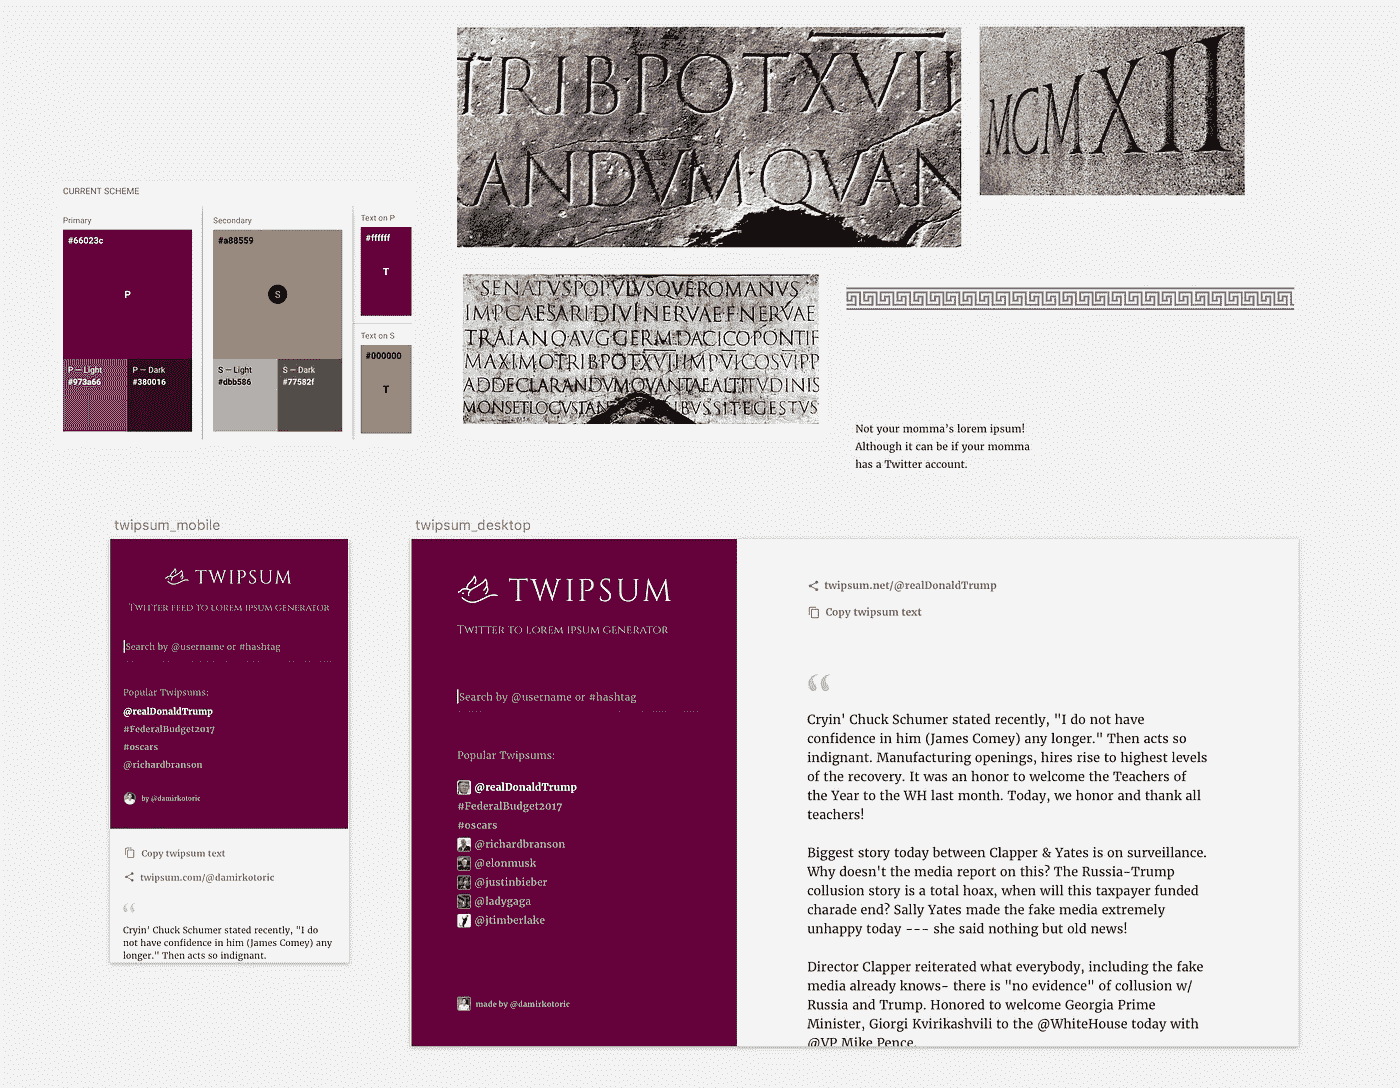 TRIBPOTXVII
ANDVMQVAN
MCMXII
CURRENT SCHEME
Primary
#66023c
P
P — Light
#973a66
P — Dark
#380016
Secondary
#a88559
S
S — Light
#dbb586
S — Dark
#77582f
Text on P
#ffffff
T
Text on S
#000000
T
SENATVSPOPVLVSQVEROMANVS
IMPCAESARIDIVINERVAEFNERVAE
TRAIANOAVGGERMDACICOPONTIF
MAXIMOTRIBPOTXVIIIMPVICOSVIPP
ADDECLARANDVMQVANTAEALTITVDINIS
MONSETLOCVSTAN IBVSSITEGESTVS
Not your momma's lorem ipsum!
Although it can be if your momma
has a Twitter account.
twipsum_mobile
TWIPSUM
Twitter feed to lorem ipsum generator
Search by @username or #hashtag
Popular Twipsums:
@realDonaldTrump
#FederalBudget2017
#oscars
@richardbranson
by @damirkotoric
Copy twipsum text
twipsum.com/@damirkotoric
“
Cryin' Chuck Schumer stated recently, "I do
not have confidence in him (James Comey) any
longer." Then acts so indignant.
twipsum_desktop
TWIPSUM
Twitter to lorem ipsum generator
Search by @username or #hashtag
Popular Twipsums:
@realDonaldTrump
#FederalBudget2017
#oscars
@richardbranson
@elonmusk
@justinbieber
@ladygaga
@jtimberlake
made by @damirkotoric
twipsum.net/@realDonaldTrump
Copy twipsum text
“
Cryin' Chuck Schumer stated recently, "I do not have
confidence in him (James Comey) any longer." Then acts so
indignant. Manufacturing openings, hires rise to highest levels
of the recovery. It was an honor to welcome the Teachers of
the Year to the WH last month. Today, we honor and thank all
teachers!
Biggest story today between Clapper & Yates is on surveillance.
Why doesn't the media report on this? The Russia-Trump
collusion story is a total hoax, when will this taxpayer funded
charade end? Sally Yates made the fake media extremely
unhappy today --- she said nothing but old news!
Director Clapper reiterated what everybody, including the fake
media already knows- there is "no evidence" of collusion w/
Russia and Trump. Honored to welcome Georgia Prime
Minister, Giorgi Kvirikashvili to the @WhiteHouse today with
@VP Mike Pence.